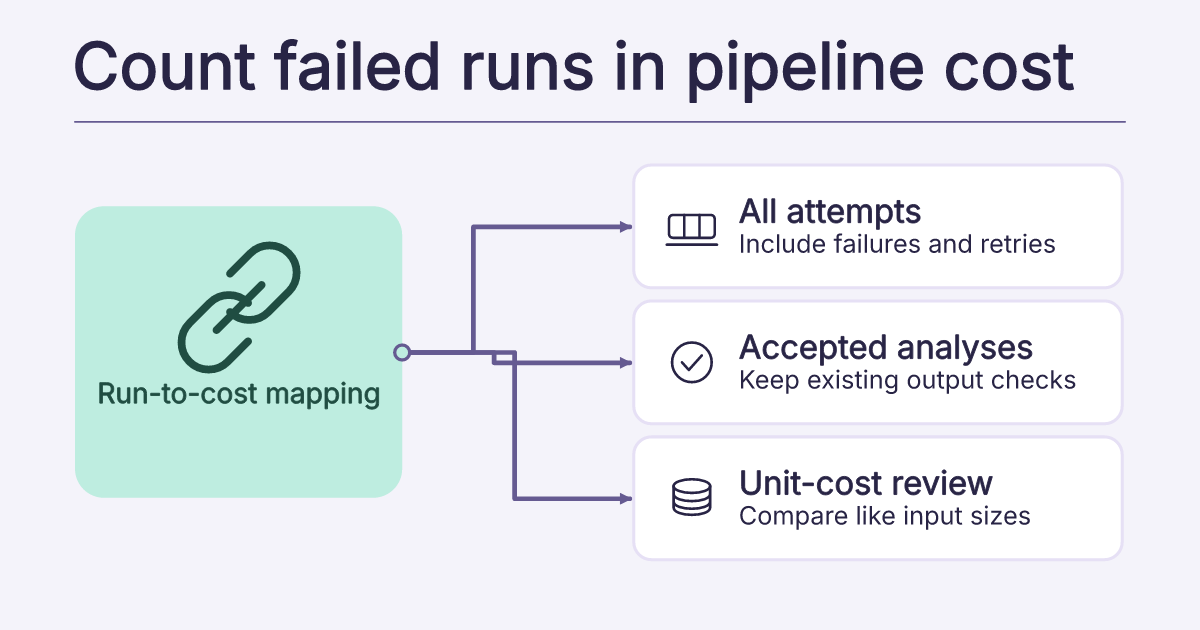 Count failed runs in pipeline cost
Run-to-cost mapping
All attempts
Include failures and retries
Accepted analyses
Keep existing output checks
Unit-cost review
Compare like input sizes